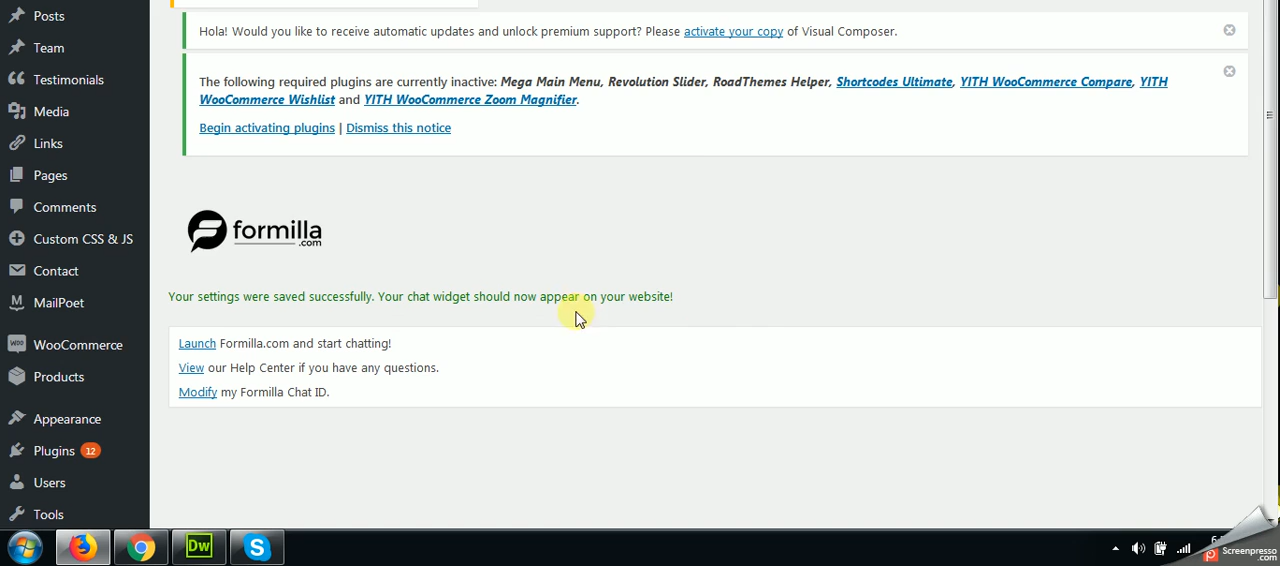 Posts
Team
Testimonials
Media
Links
Pages
Comments
Custom CSS & JS
Contact
MailPoet
WooCommerce
Products
Appearance
Plugins 12
Users
Tools
Hola! Would you like to receive automatic updates and unlock premium support? Please activate your copy of Visual Composer.
The following required plugins are currently inactive: Mega Main Menu, Revolution Slider, RoadThemes Helper, Shortcodes Ultimate, YITH WooCommerce Compare, YITH
WooCommerce Wishlist and YITH WooCommerce Zoom Magnifier.
Begin activating plugins | Dismiss this notice
formilla
.com
Your settings were saved successfully. Your chat widget should now appear on your website!
Launch Formilla.com and start chatting!
View our Help Center if you have any questions.
Modify my Formilla Chat ID.
Dw
Screenpresso
.com